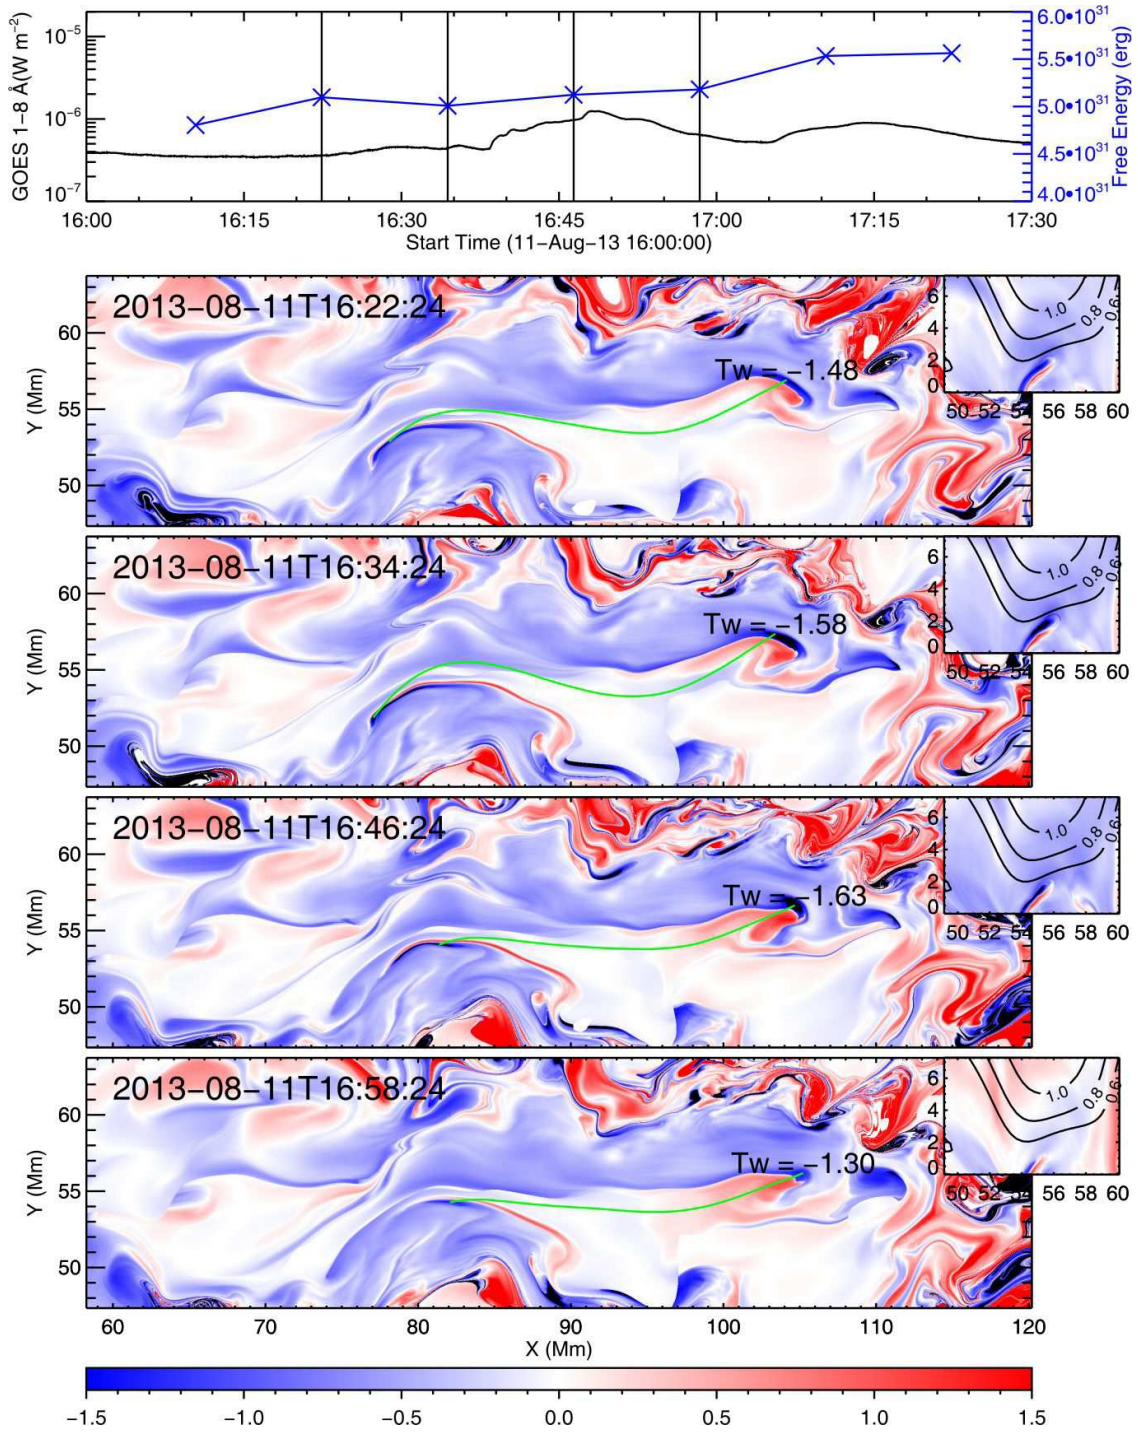 10⁻⁵
10⁻⁶
10⁻⁷
GOES 1−8 Å(W m⁻²)
6.0•10³¹
5.5•10³¹
5.0•10³¹
4.5•10³¹
4.0•10³¹
Free Energy (erg)
16:00 16:15 16:30 16:45 17:00 17:15 17:30
Start Time (11−Aug−13 16:00:00)
2013−08−11T16:22:24
Tw = −1.48
60
55
50
Y (Mm)
6
4
2
0
1.0 0.8 0.6
50 52 54 56 58 60
2013−08−11T16:34:24
Tw = −1.58
60
55
50
Y (Mm)
6
4
2
0
1.0 0.8 0.6
50 52 54 56 58 60
2013−08−11T16:46:24
Tw = −1.63
60
55
50
Y (Mm)
6
4
2
0
1.0 0.8 0.6
50 52 54 56 58 60
2013−08−11T16:58:24
Tw = −1.30
60
55
50
Y (Mm)
6
4
2
0
1.0 0.8 0.6
50 52 54 56 58 60
60 70 80 90 100 110 120
X (Mm)
−1.5 −1.0 −0.5 0.0 0.5 1.0 1.5